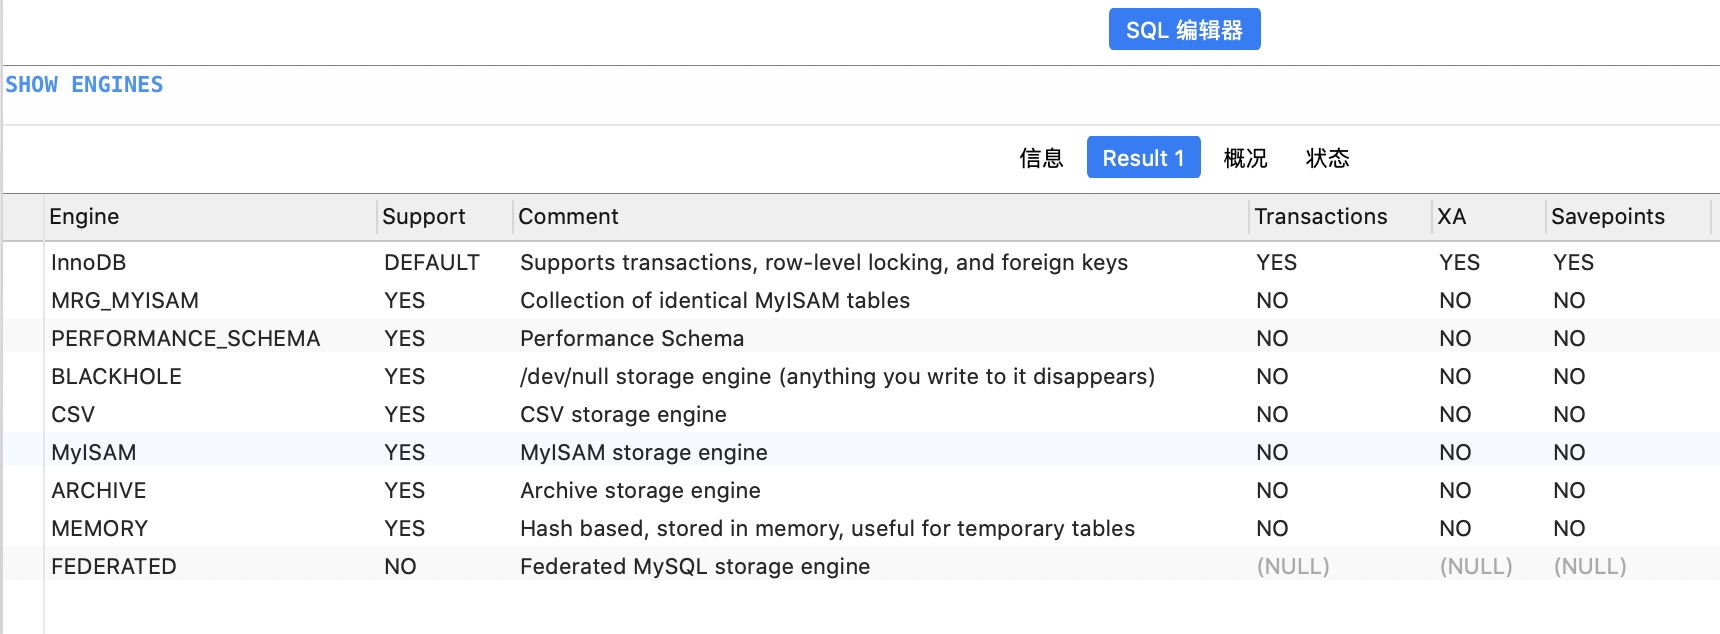 SQL 编辑器
SHOW ENGINES
信息 Result 1 概况 状态
Engine Support Comment Transactions XA Savepoints
InnoDB DEFAULT Supports transactions, row-level locking, and foreign keys YES YES YES
MRG_MYISAM YES Collection of identical MyISAM tables NO NO NO
PERFORMANCE_SCHEMA YES Performance Schema NO NO NO
BLACKHOLE YES /dev/null storage engine (anything you write to it disappears) NO NO NO
CSV YES CSV storage engine NO NO NO
MyISAM YES MyISAM storage engine NO NO NO
ARCHIVE YES Archive storage engine NO NO NO
MEMORY YES Hash based, stored in memory, useful for temporary tables NO NO NO
FEDERATED NO Federated MySQL storage engine (NULL) (NULL) (NULL)